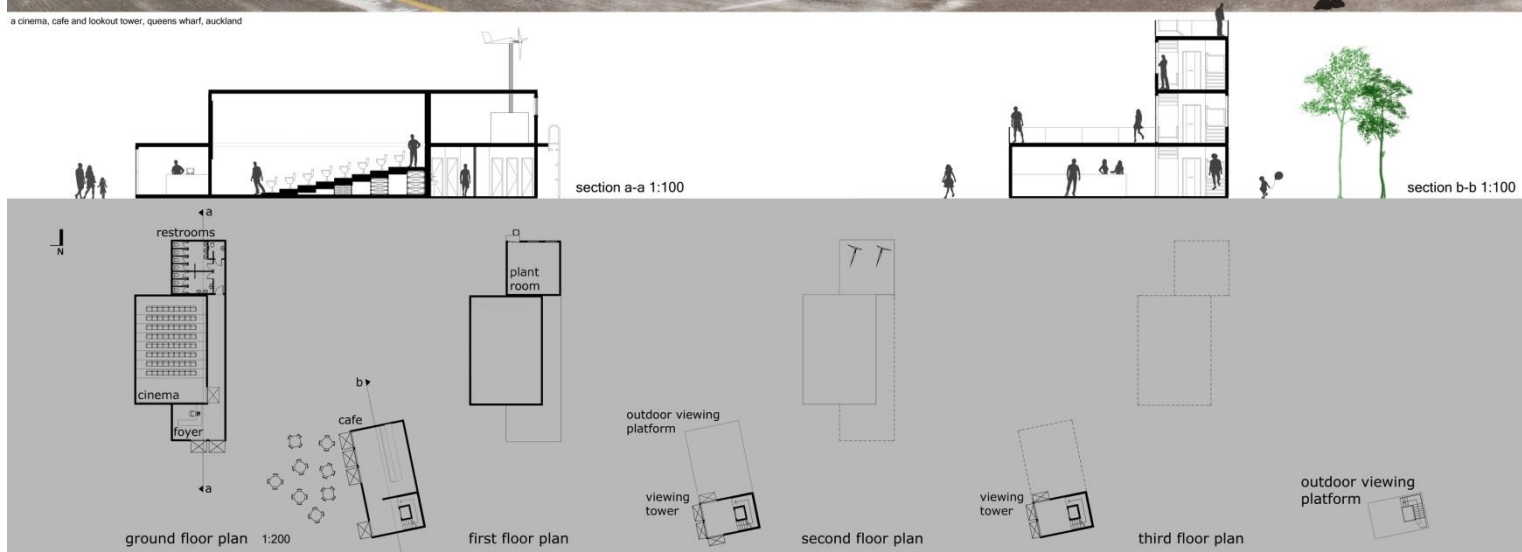 a cinema, cafe and lookout tower, queens wharf, auckland
section a-a 1:100
section b-b 1:100
N
a
restrooms
cinema
foyer
a
b
cafe
ground floor plan 1:200
plant
room
first floor plan
outdoor viewing
platform
viewing
tower
second floor plan
viewing
tower
third floor plan
outdoor viewing
platform